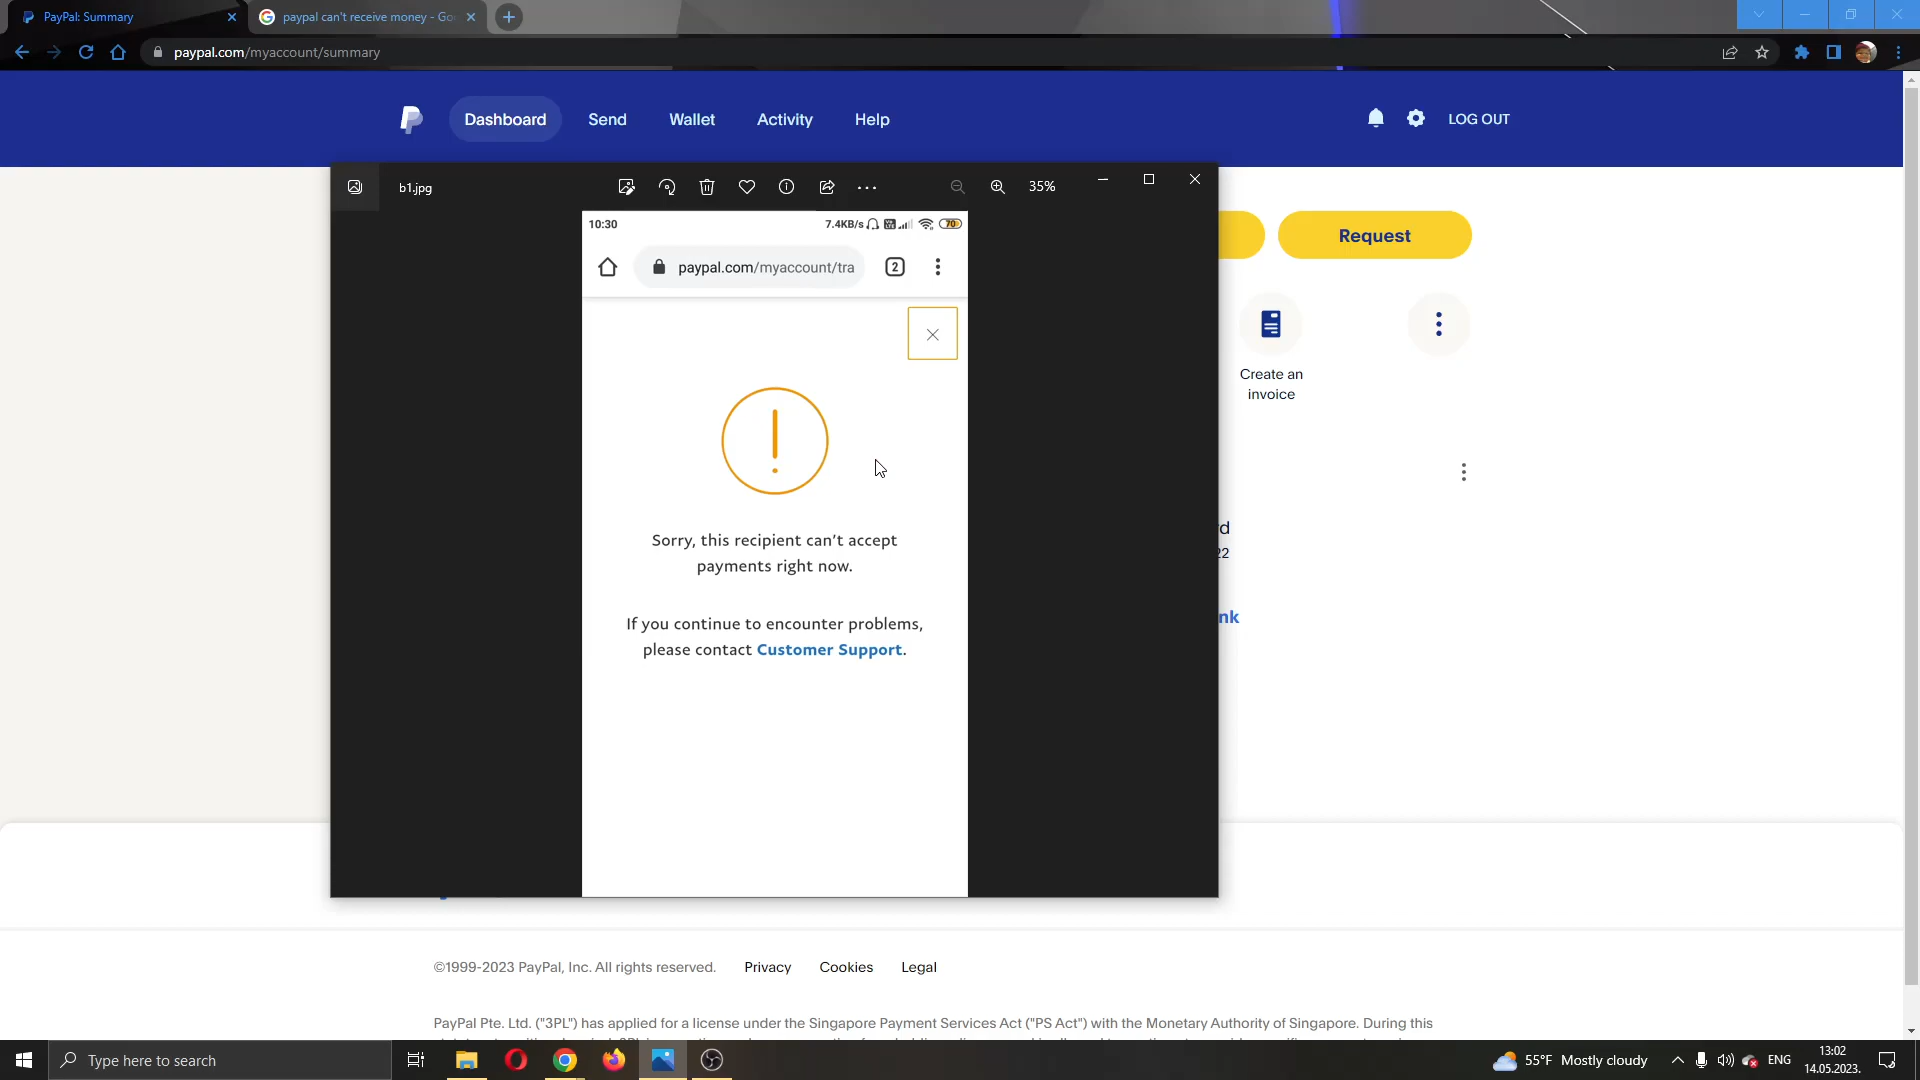 PayPal: Summary
paypal can't receive money - Go
paypal.com/myaccount/summary
Dashboard
Send
Wallet
Activity
Help
LOG OUT
b1.jpg
35%
10:30
7.4KB/s
70
paypal.com/myaccount/tra
2
Request
Create an
invoice
Sorry, this recipient can't accept
payments right now.
If you continue to encounter problems,
please contact Customer Support.
rd
22
nk
©1999-2023 PayPal, Inc. All rights reserved.
Privacy
Cookies
Legal
PayPal Pte. Ltd. ("3PL") has applied for a license under the Singapore Payment Services Act ("PS Act") with the Monetary Authority of Singapore. During this
Type here to search
55°F Mostly cloudy
ENG
13:02
14.05.2023.